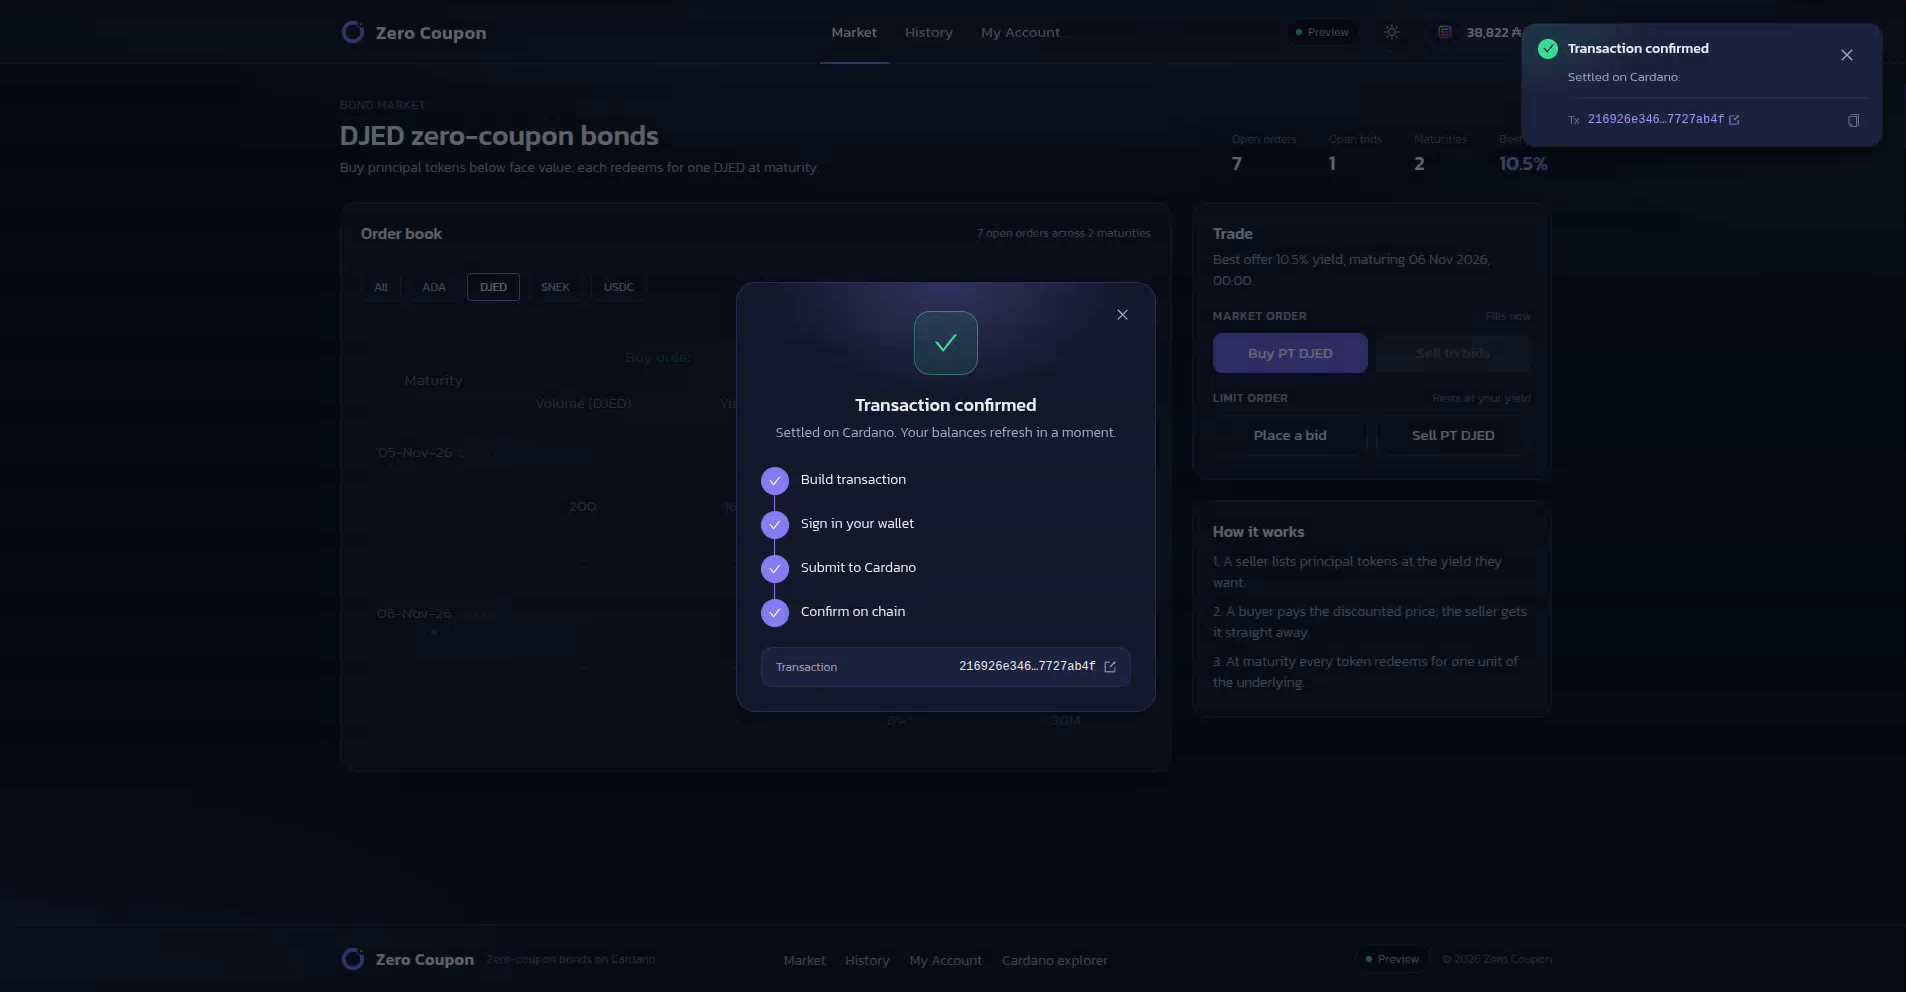 Zero Coupon
Market
History
My Account
Preview
38,822 ₳
Transaction confirmed
Settled on Cardano.
Tx 216926e346…7727ab4f
BOND MARKET
DJED zero-coupon bonds
Buy principal tokens below face value; each redeems for one DJED at maturity.
Open orders
7
Open bids
1
Maturities
2
Best
10.5%
Order book
7 open orders across 2 maturities
All
ADA
DJED
SNEK
USDC
Buy order
Maturity
Volume (DJED)
05-Nov-26
200
06-Nov-26
5%
30M
Transaction confirmed
Settled on Cardano. Your balances refresh in a moment.
Build transaction
Sign in your wallet
Submit to Cardano
Confirm on chain
Transaction
216926e346…7727ab4f
Trade
Best offer 10.5% yield, maturing 06 Nov 2026,
00:00.
MARKET ORDER
Fills now
Buy PT DJED
Sell to bids
LIMIT ORDER
Rests at your yield
Place a bid
Sell PT DJED
How it works
1. A seller lists principal tokens at the yield they
want.
2. A buyer pays the discounted price; the seller gets
it straight away.
3. At maturity every token redeems for one unit of
the underlying.
Zero Coupon
Zero-coupon bonds on Cardano
Market
History
My Account
Cardano explorer
Preview
© 2026 Zero Coupon